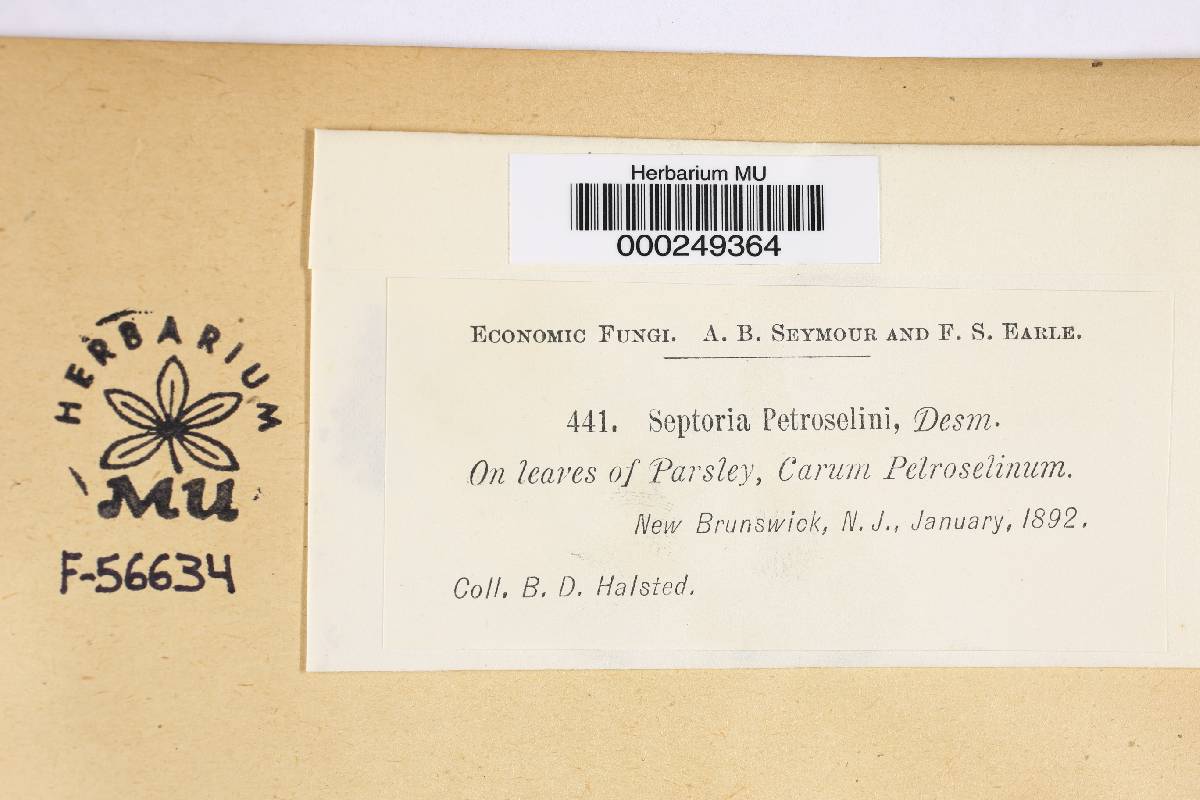 Herbarium MU
000249364
ECONOMIC FUNGI. A. B. SEYMOUR AND F. S. EARLE.
441. Septoria Petroselini, Desm.
On leaves of Parsley, Carum Petroselinum.
New Brunswick, N. J., January, 1892.
Coll. B. D. Halsted.
HERBARIUM
MU
F-56634